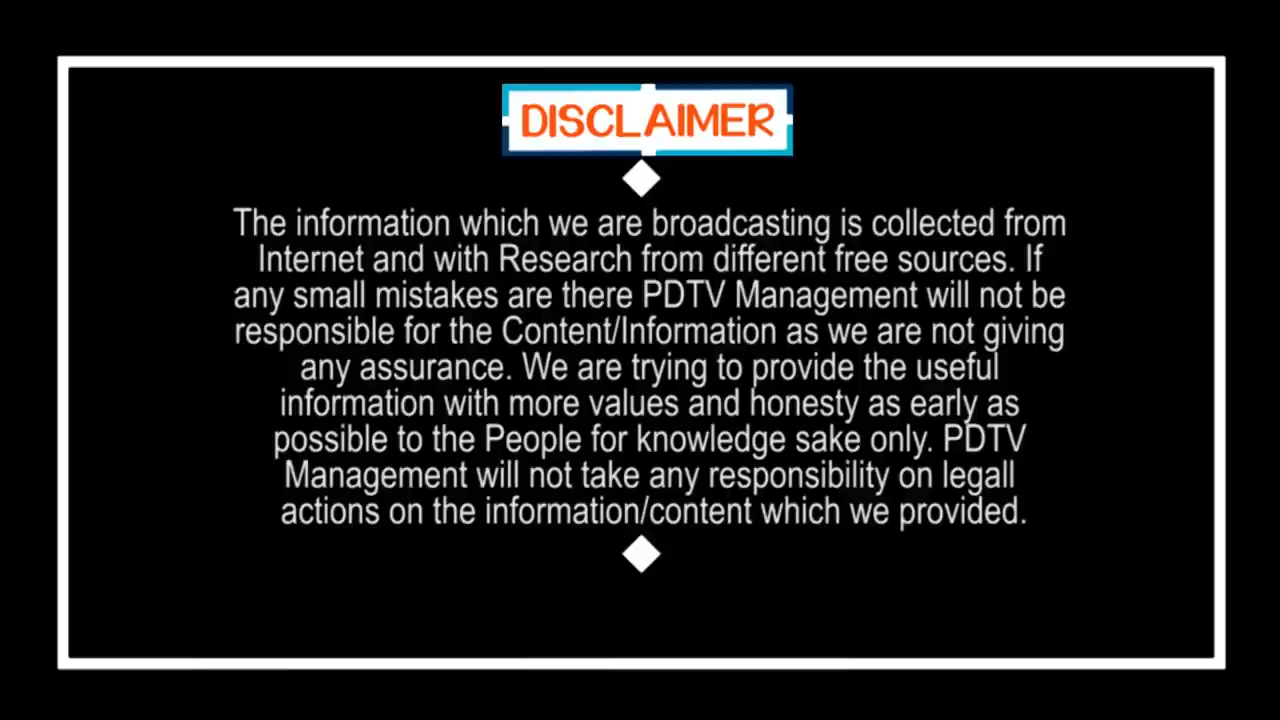 DISCLAIMER
The information which we are broadcasting is collected from
Internet and with Research from different free sources. If
any small mistakes are there PDTV Management will not be
responsible for the Content/Information as we are not giving
any assurance. We are trying to provide the useful
information with more values and honesty as early as
possible to the People for knowledge sake only. PDTV
Management will not take any responsibility on legall
actions on the information/content which we provided.